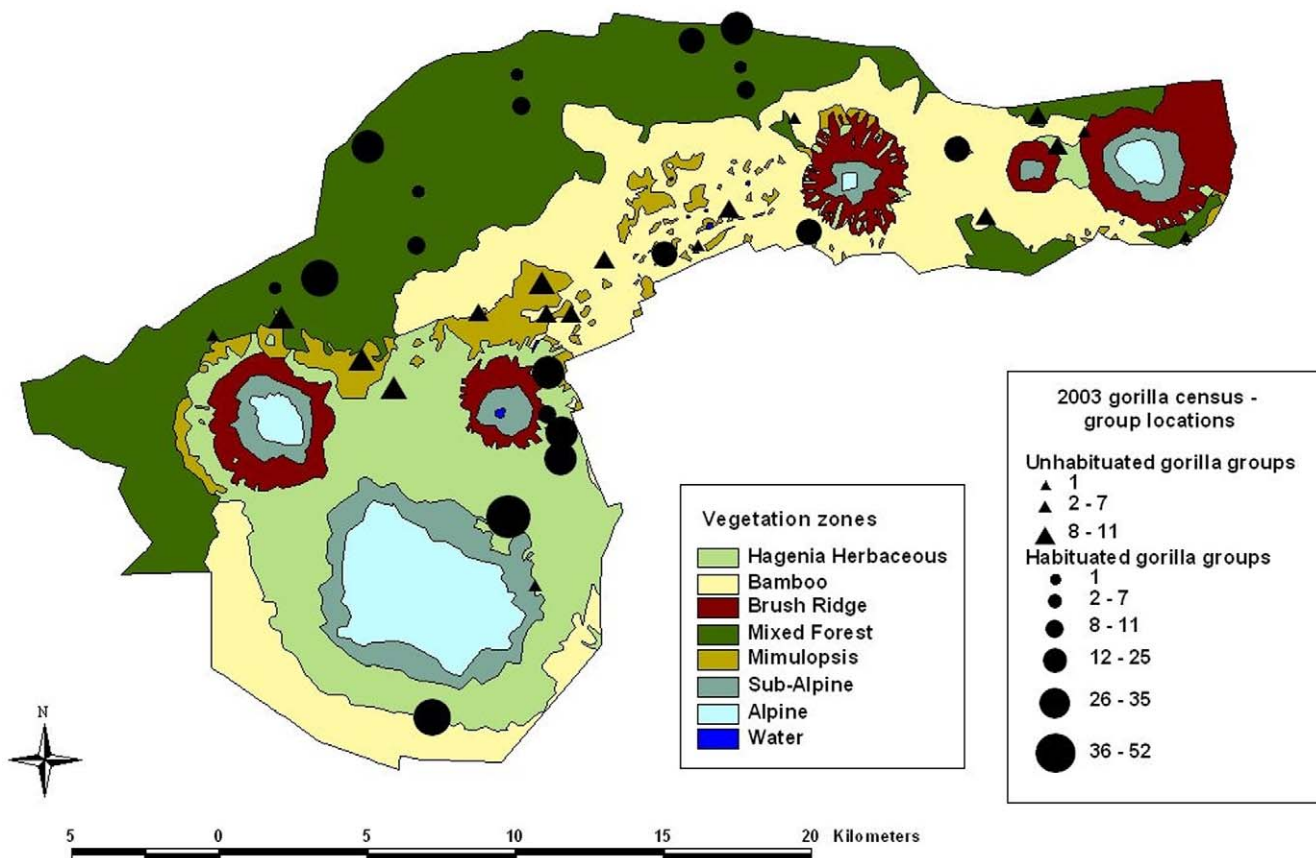 2003 gorilla census -
group locations
Unhabituated gorilla groups
1
2 - 7
8 - 11
Habituated gorilla groups
1
2 - 7
8 - 11
12 - 25
26 - 35
36 - 52
Vegetation zones
Hagenia Herbaceous
Bamboo
Brush Ridge
Mixed Forest
Mimulopsis
Sub-Alpine
Alpine
Water
N
5 0 5 10 15 20 Kilometers